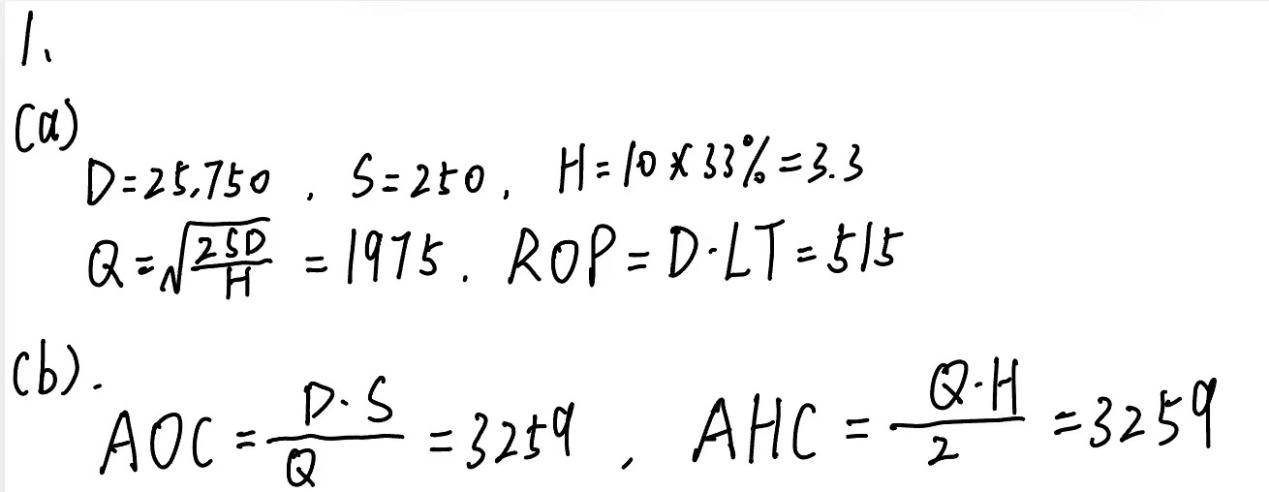 1.
(a)
D=25,750 , S=250, H=10×33%=3.3
Q=√(2SD/H) = 1975. ROP=D·LT=515
(b).
AOC = D·S/Q = 3259 , AHC = Q·H/2 = 3259